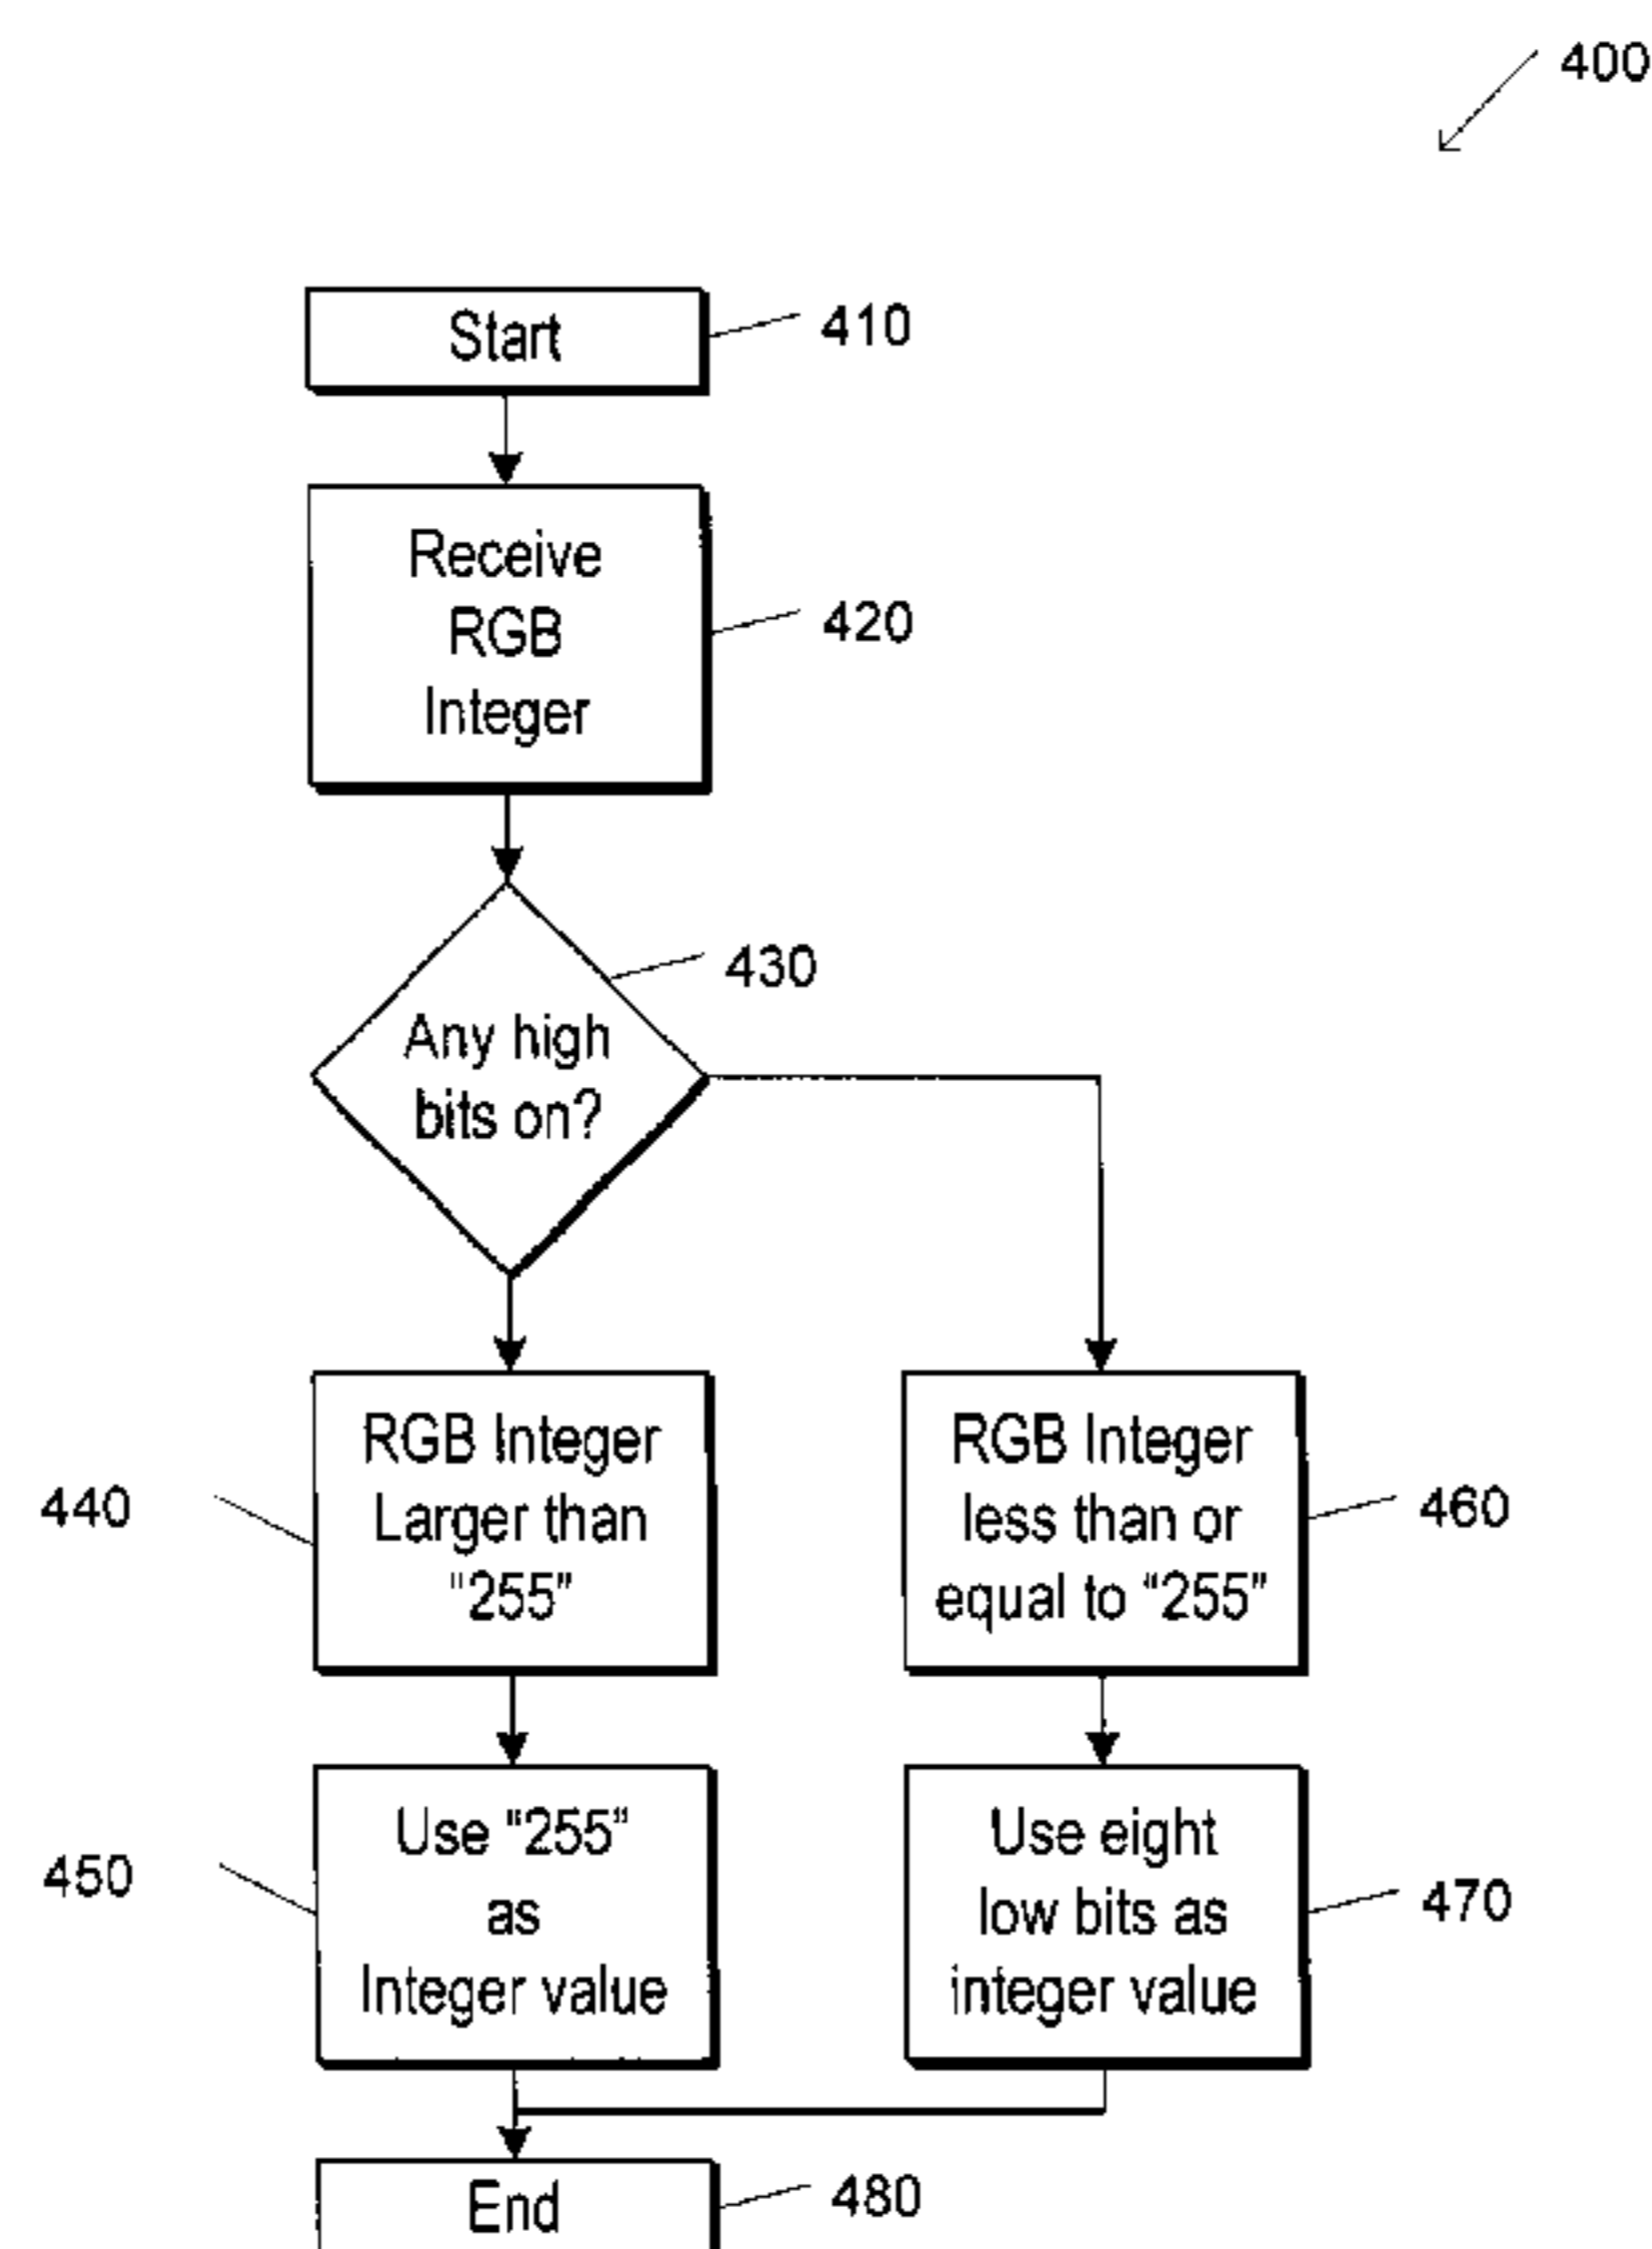 400
Start
410
Receive
RGB
Integer
420
430
Any high
bits on?
RGB Integer
Larger than
"255"
440
RGB Integer
less than or
equal to “255”
460
Use “255”
as
Integer value
450
Use eight
low bits as
integer value
470
End
480